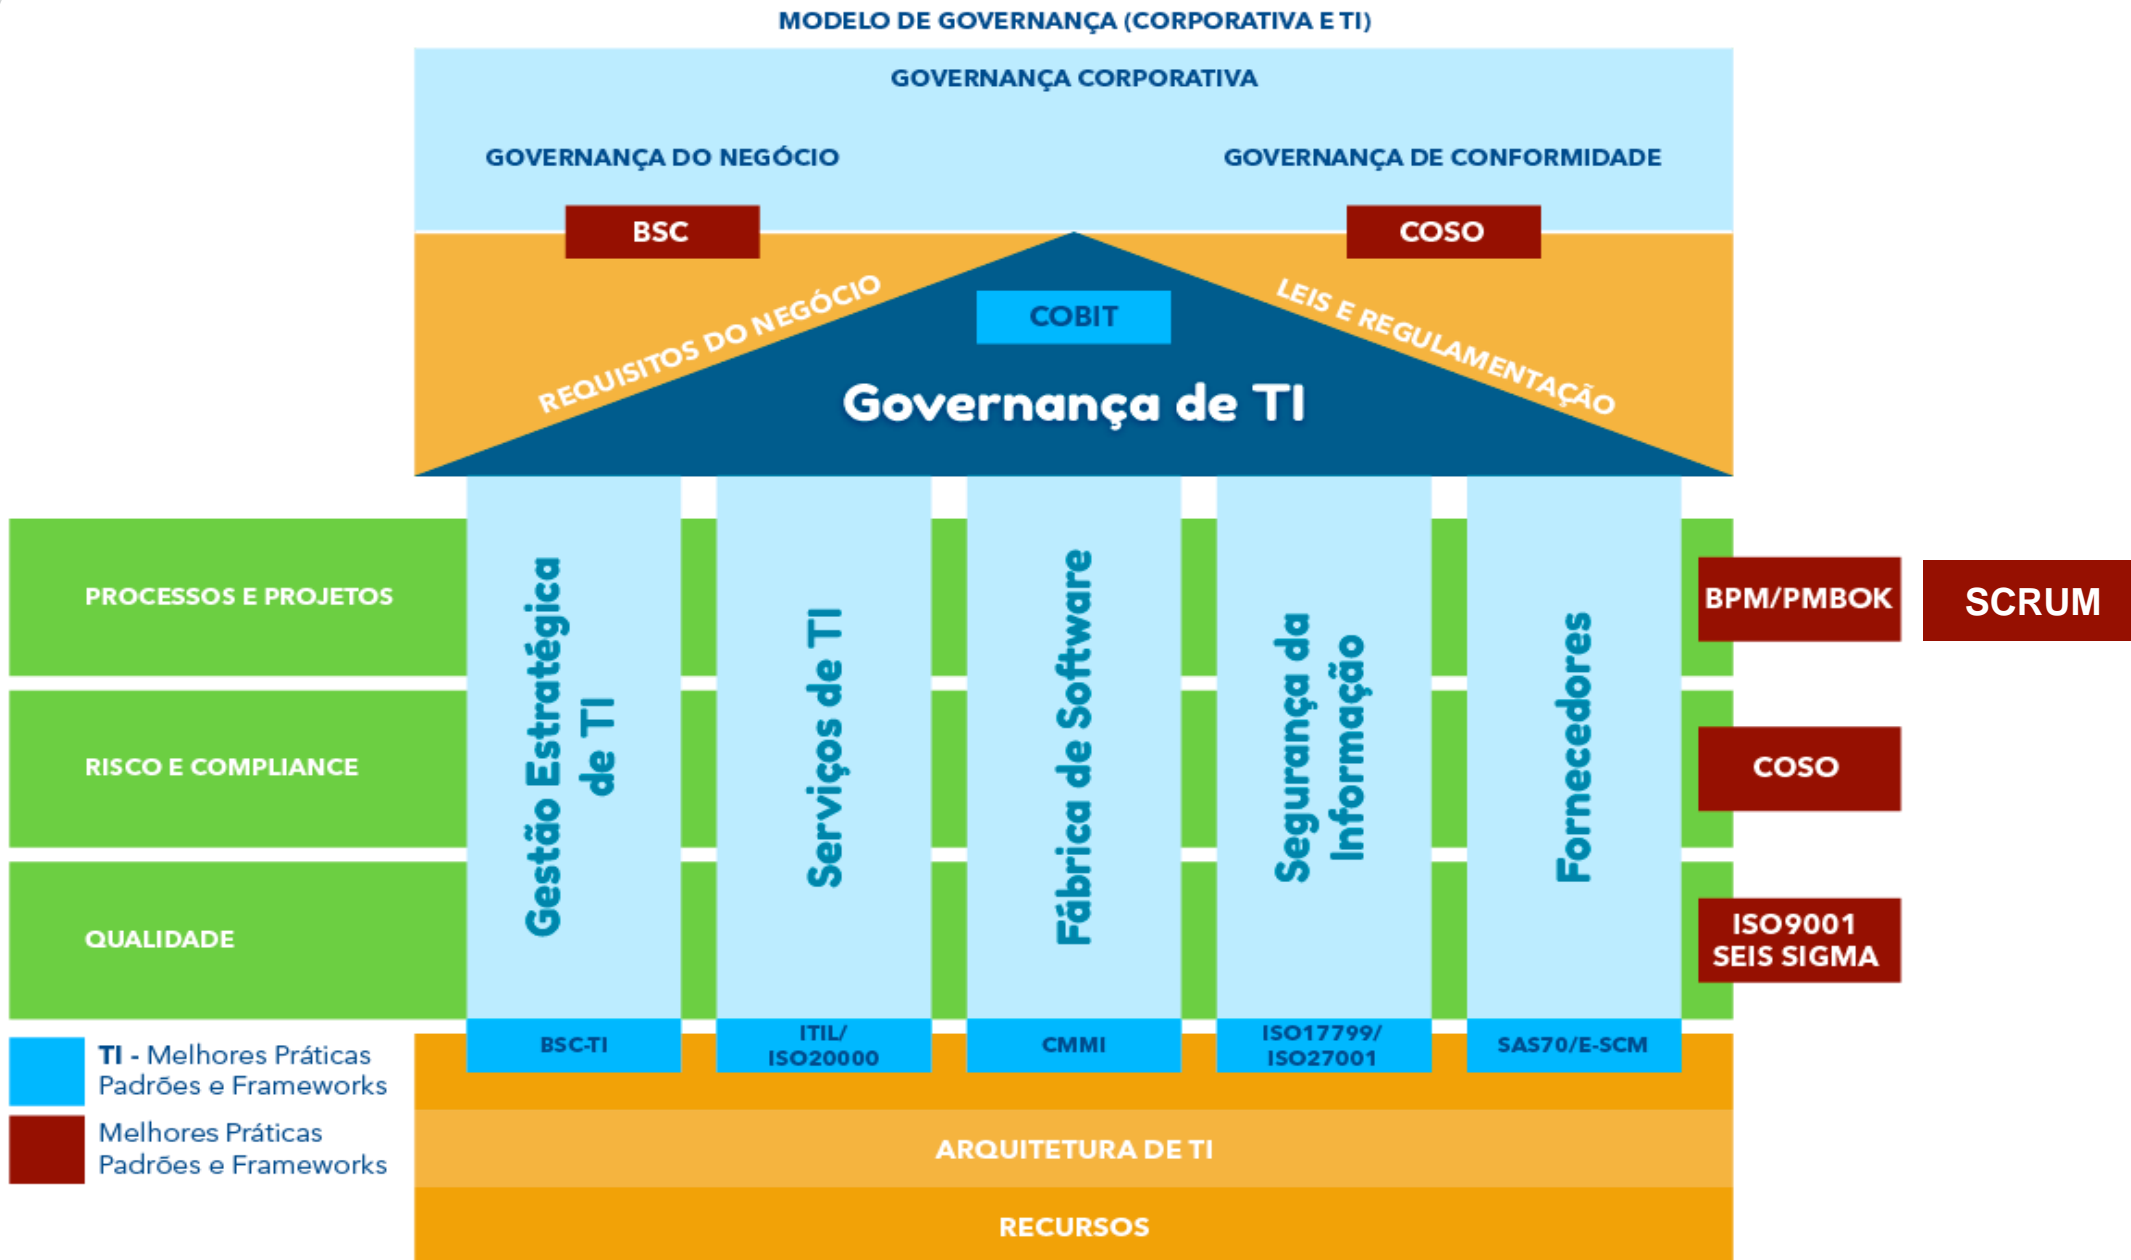 MODELO DE GOVERNANÇA (CORPORATIVA E TI)
GOVERNANÇA CORPORATIVA
GOVERNANÇA DO NEGÓCIO
GOVERNANÇA DE CONFORMIDADE
BSC
COSO
REQUISITOS DO NEGÓCIO
COBIT
LEIS E REGULAMENTAÇÃO
Governança de TI
PROCESSOS E PROJETOS
RISCO E COMPLIANCE
QUALIDADE
Gestão Estratégica
de TI
Serviços de TI
Fábrica de Software
Segurança da
Informação
Fornecedores
BPM/PMBOK
SCRUM
COSO
ISO9001
SEIS SIGMA
BSC-TI
ITIL/
ISO20000
CMMI
ISO17799/
ISO27001
SAS70/E-SCM
TI - Melhores Práticas
Padrões e Frameworks
Melhores Práticas
Padrões e Frameworks
ARQUITETURA DE TI
RECURSOS